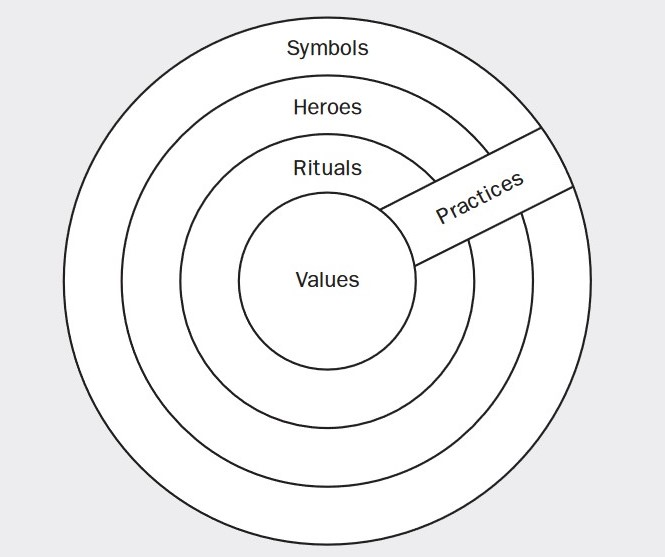 Symbols
Heroes
Rituals
Practices
Values